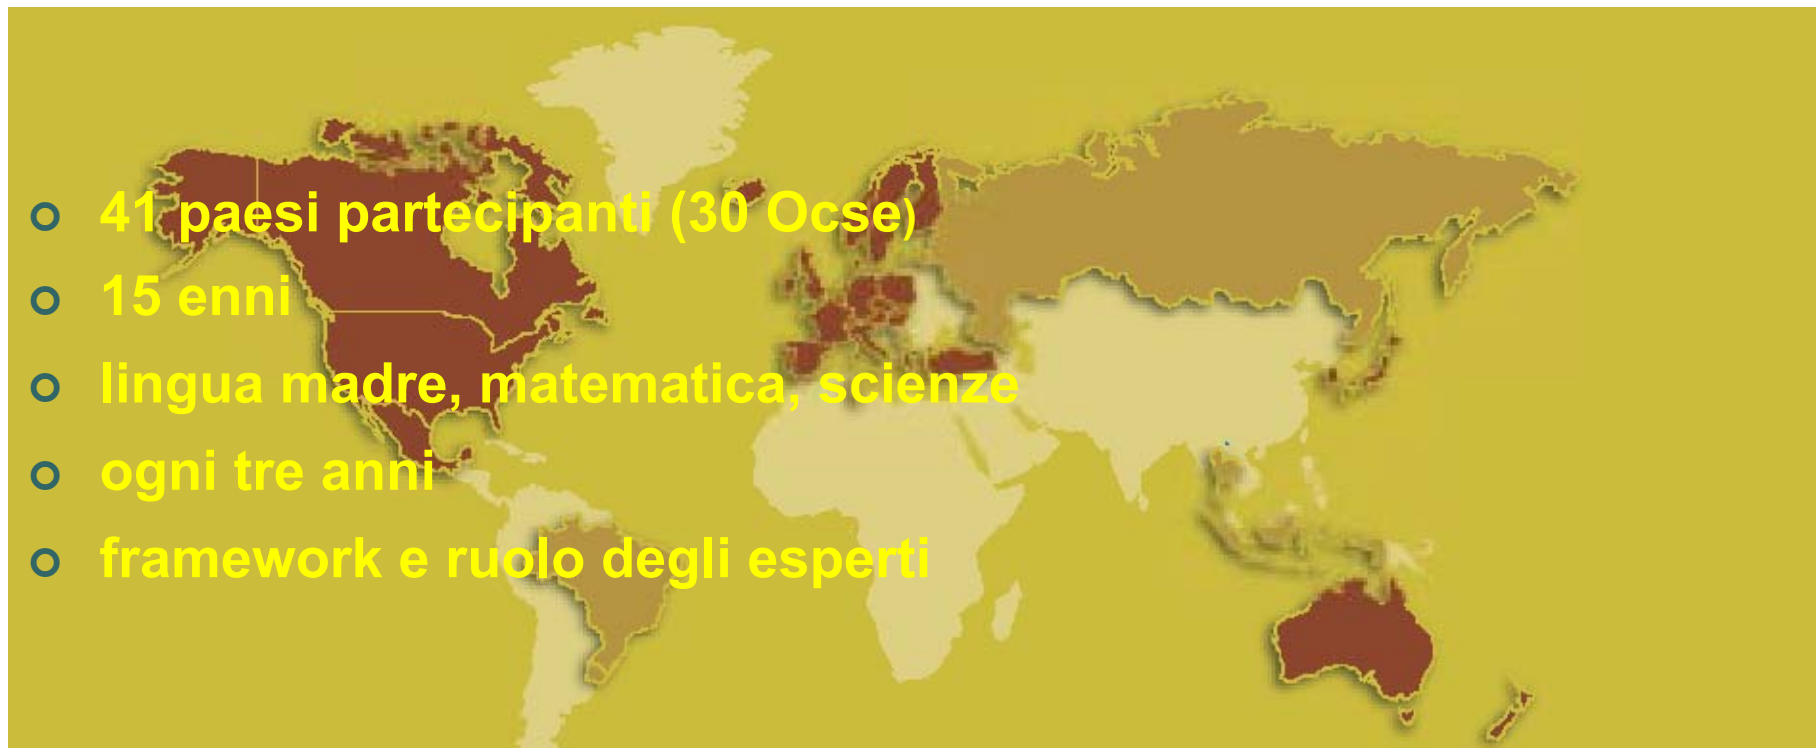 41 paesi partecipanti (30 Ocse)
15 enni
lingua madre, matematica, scienze
ogni tre anni
framework e ruolo degli esperti